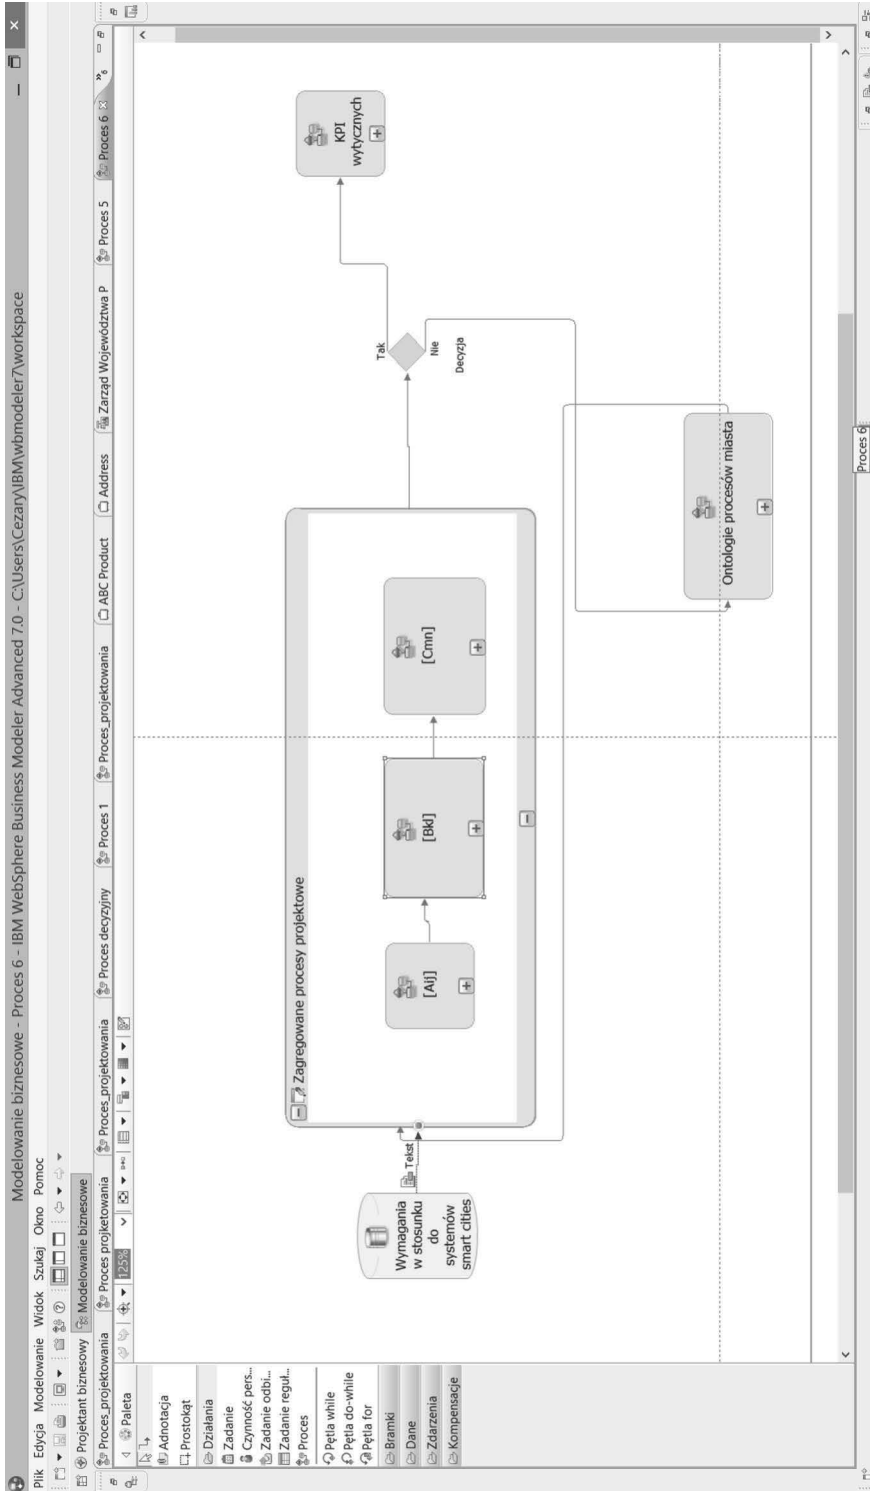 Modelowanie biznesowe - Proces 6 - IBM WebSphere Business Modeler Advanced 7.0 - C:\Users\Cezary\IBM\wbmodeler7\workspace
Plik Edycja Modelowanie Widok Szukaj Okno Pomoc
Projektant biznesowy Modelowanie biznesowe
Proces_projektowania Proces projketowania Proces_projektowania Proces decyzyjny Proces 1 Proces_projektowania ABC Product Address Zarząd Województwa P Proces 5 Proces 6 »6
Paleta 125%
Adnotacja
Prostokąt
Działania
Zadanie
Czynność pers...
Zadanie odbi...
Zadanie reguł...
Proces
Pętla while
Pętla do-while
Pętla for
Bramki
Dane
Zdarzenia
Kompensacje
Wymagania
w stosunku
do
systemów
smart cities
Tekst
Zagregowane procesy projektowe
[Aij]
[Bkl]
[Cmn]
Tak
Nie
Decyzja
KPI
wytycznych
Ontologie procesów miasta
Proces 6